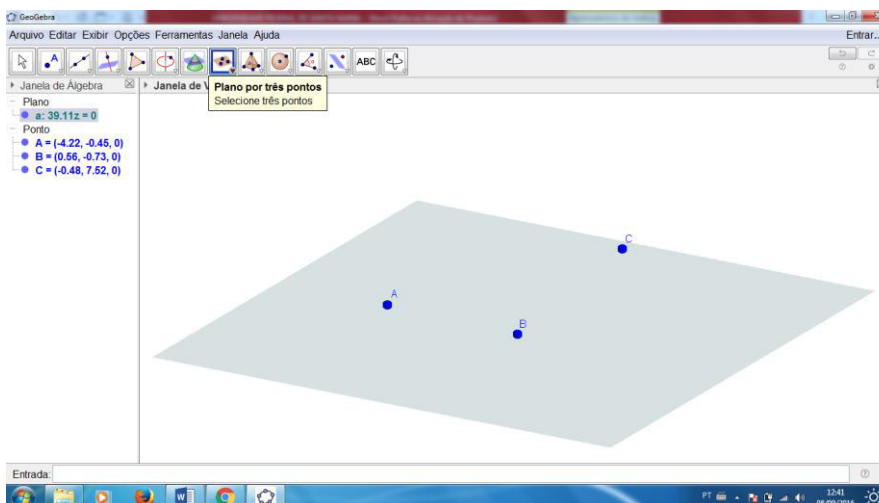 GeoGebra
Arquivo Editar Exibir Opções Ferramentas Janela Ajuda
Entrar...
ABC
Janela de Álgebra
Janela de V
Plano por três pontos
Selecione três pontos
Plano
a: 39.11z = 0
Ponto
A = (-4.22, -0.45, 0)
B = (0.56, -0.73, 0)
C = (-0.48, 7.52, 0)
C
A
B
Entrada:
PT
12:41